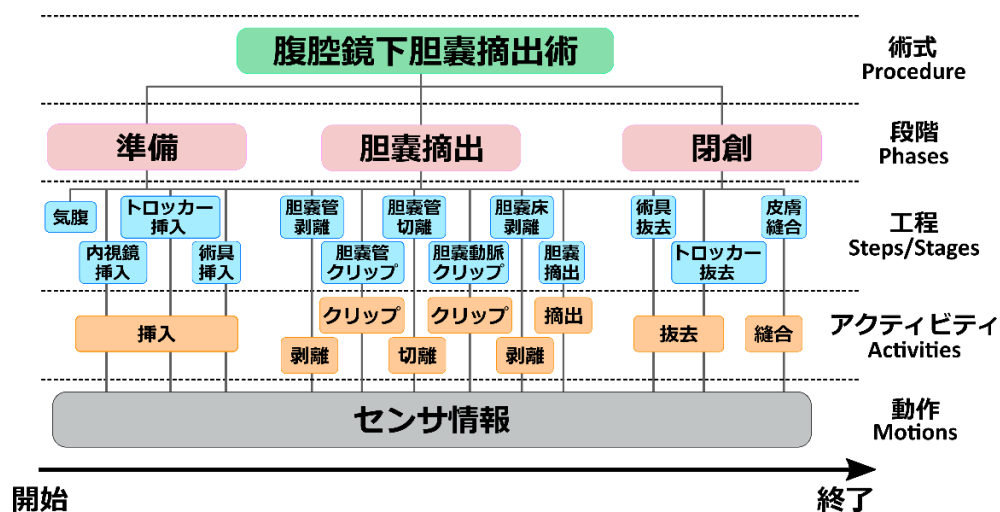 腹腔鏡下胆嚢摘出術
術式
Procedure
準備
胆嚢摘出
閉創
段階
Phases
気腹
内視鏡
挿入
トロッカー
挿入
術具
挿入
胆嚢管
剥離
胆嚢管
クリップ
胆嚢管
切離
胆嚢動脈
クリップ
胆嚢床
剥離
胆嚢
摘出
術具
抜去
トロッカー
抜去
皮膚
縫合
工程
Steps/Stages
挿入
剥離
クリップ
切離
クリップ
剥離
摘出
抜去
縫合
アクティビティ
Activities
センサ情報
動作
Motions
開始
終了